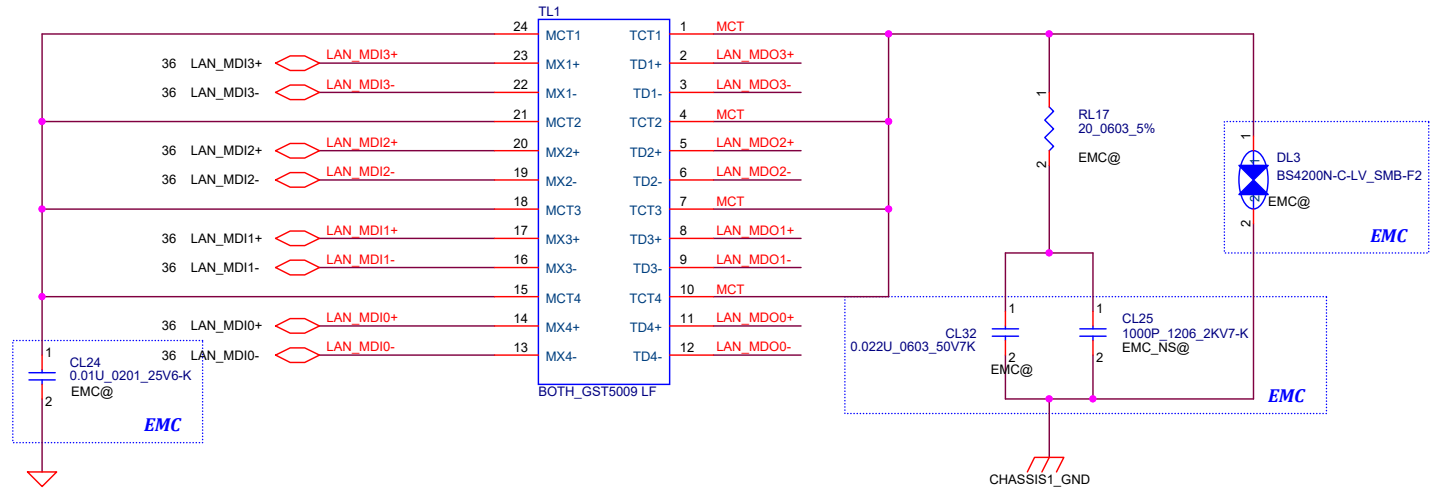 TL1
24 MCT1 TCT1 1 MCT
36 LAN_MDI3+ LAN_MDI3+ 23 MX1+ TD1+ 2 LAN_MDO3+
36 LAN_MDI3- LAN_MDI3- 22 MX1- TD1- 3 LAN_MDO3-
21 MCT2 TCT2 4 MCT
36 LAN_MDI2+ LAN_MDI2+ 20 MX2+ TD2+ 5 LAN_MDO2+
36 LAN_MDI2- LAN_MDI2- 19 MX2- TD2- 6 LAN_MDO2-
18 MCT3 TCT3 7 MCT
36 LAN_MDI1+ LAN_MDI1+ 17 MX3+ TD3+ 8 LAN_MDO1+
36 LAN_MDI1- LAN_MDI1- 16 MX3- TD3- 9 LAN_MDO1-
15 MCT4 TCT4 10 MCT
36 LAN_MDI0+ LAN_MDI0+ 14 MX4+ TD4+ 11 LAN_MDO0+
36 LAN_MDI0- LAN_MDI0- 13 MX4- TD4- 12 LAN_MDO0-
BOTH_GST5009 LF
1
CL24
0.01U_0201_25V6-K
EMC@
2
EMC
1
RL17
20_0603_5%
EMC@
2
1
DL3
BS4200N-C-LV_SMB-F2
1
2
EMC@
2
EMC
1
CL32
0.022U_0603_50V7K
2
EMC@
1
CL25
1000P_1206_2KV7-K
EMC_NS@
2
EMC
CHASSIS1_GND